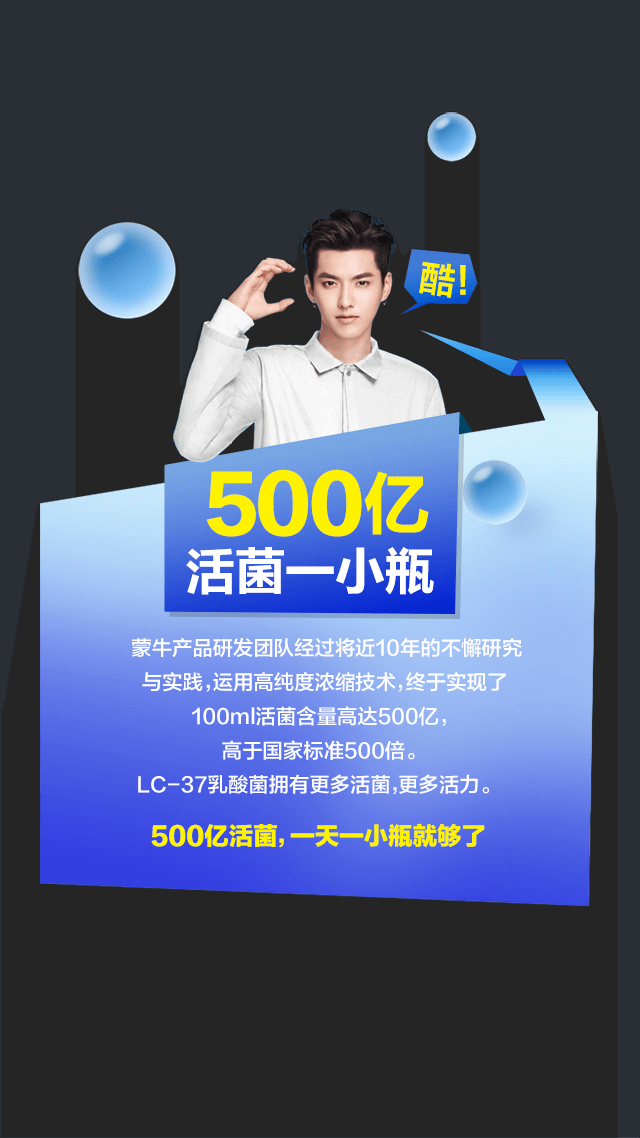 酷!
500亿
活菌一小瓶
蒙牛产品研发团队经过将近10年的不懈研究
与实践,运用高纯度浓缩技术,终于实现了
100ml活菌含量高达500亿，
高于国家标准500倍。
LC-37乳酸菌拥有更多活菌,更多活力。
500亿活菌，一天一小瓶就够了